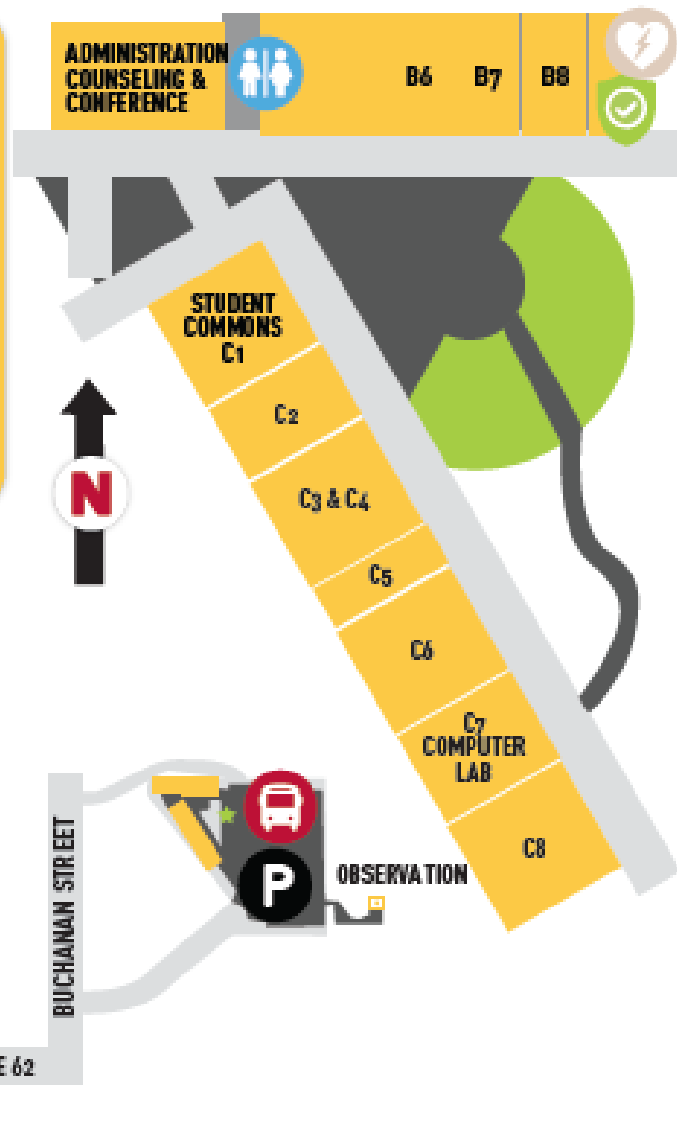 ADMINISTRATION
COUNSELING &
CONFERENCE
B6 B7 B8
STUDENT
COMMONS
C1
C2
C3 & C4
C5
C6
C7
COMPUTER
LAB
C8
N
P
OBSERVATION
BUCHANAN STREET
E 62